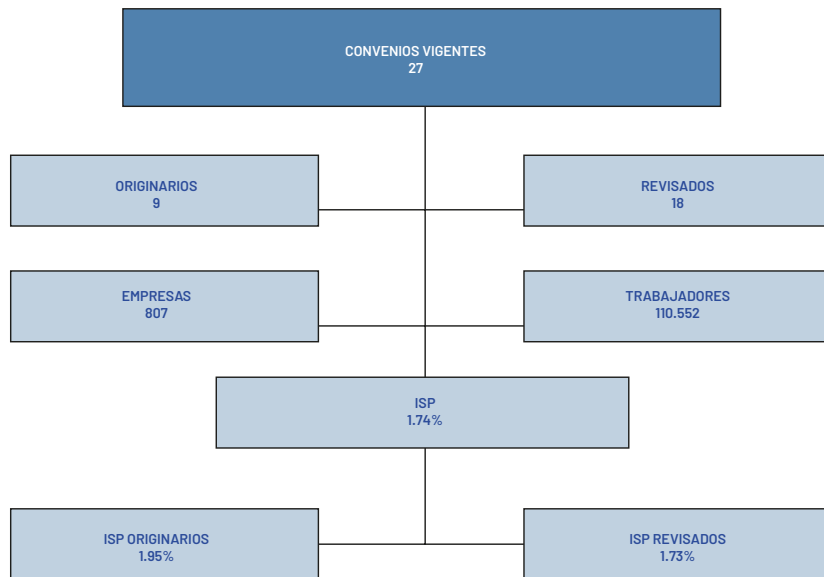 CONVENIOS VIGENTES
27
ORIGINARIOS
9
REVISADOS
18
EMPRESAS
807
TRABAJADORES
110.552
ISP
1.74%
ISP ORIGINARIOS
1.95%
ISP REVISADOS
1.73%